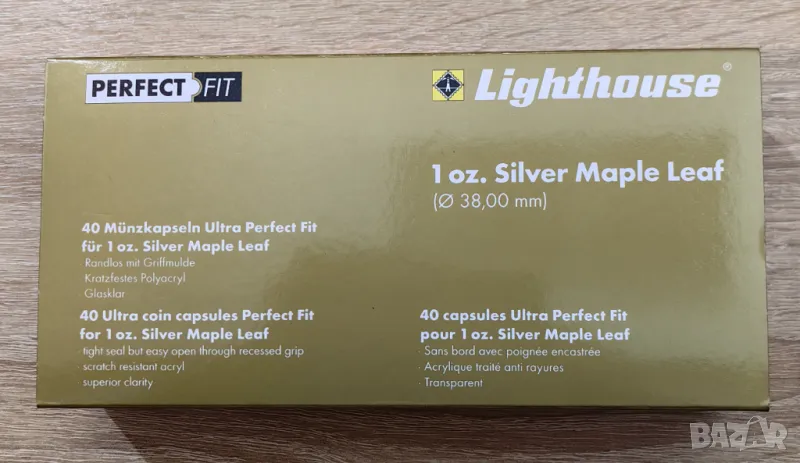 PERFECT FIT
Lighthouse®
1 oz. Silver Maple Leaf
(Ø 38,00 mm)
40 Münzkapseln Ultra Perfect Fit
für 1 oz. Silver Maple Leaf
· Randlos mit Griffmulde
· Kratzfestes Polyacryl
· Glasklar
40 Ultra coin capsules Perfect Fit
for 1 oz. Silver Maple Leaf
· tight seal but easy open through recessed grip
· scratch resistant acryl
· superior clarity
40 capsules Ultra Perfect Fit
pour 1 oz. Silver Maple Leaf
· Sans bord avec poignée encastrée
· Acrylique traité anti rayures
· Transparent
BAZAR